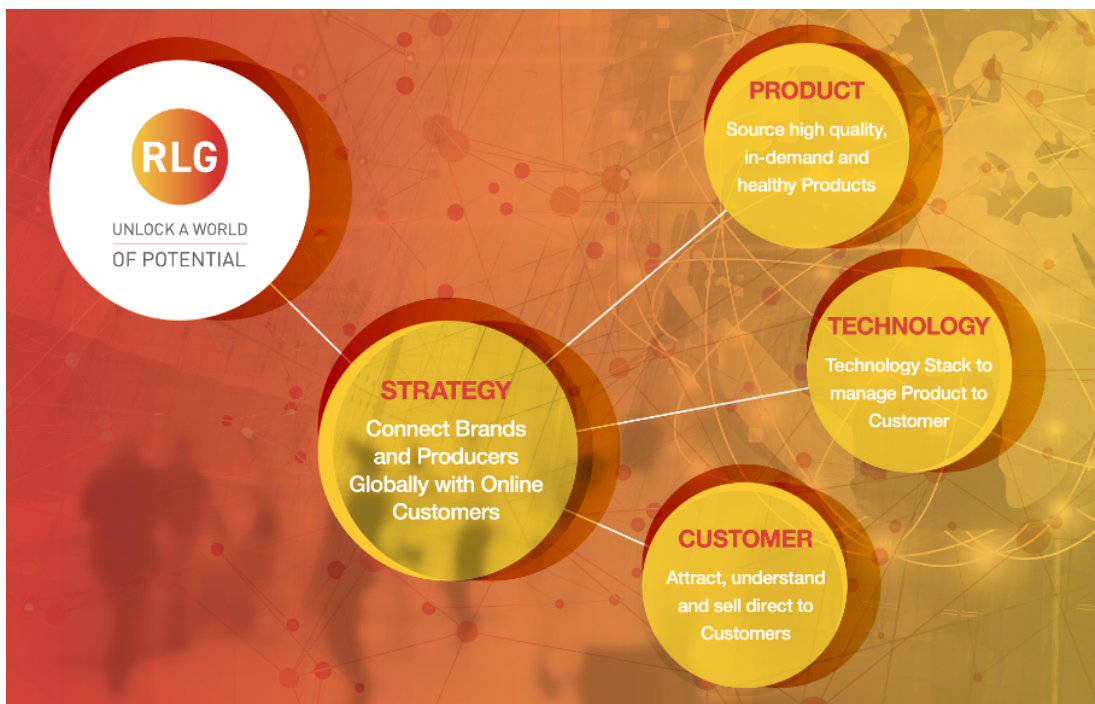 RLG
UNLOCK A WORLD
OF POTENTIAL
STRATEGY
Connect Brands
and Producers
Globally with Online
Customers
PRODUCT
Source high quality,
in-demand and
healthy Products
TECHNOLOGY
Technology Stack to
manage Product to
Customer
CUSTOMER
Attract, understand
and sell direct to
Customers